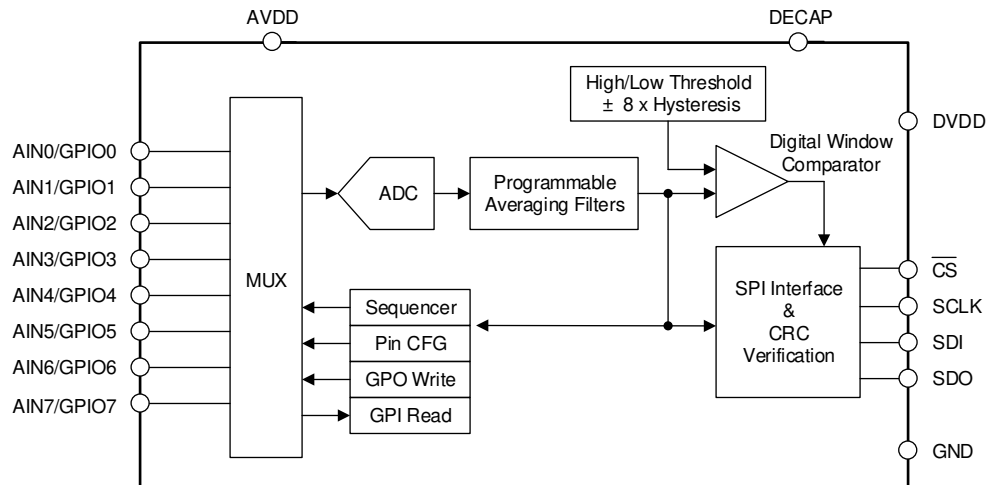 AVDD
DECAP
High/Low Threshold
± 8 x Hysteresis
DVDD
Digital Window
Comparator
AIN0/GPIO0
AIN1/GPIO1
AIN2/GPIO2
AIN3/GPIO3
AIN4/GPIO4
AIN5/GPIO5
AIN6/GPIO6
AIN7/GPIO7
MUX
ADC
Programmable
Averaging Filters
Sequencer
Pin CFG
GPO Write
GPI Read
SPI Interface
&
CRC
Verification
CS
SCLK
SDI
SDO
GND